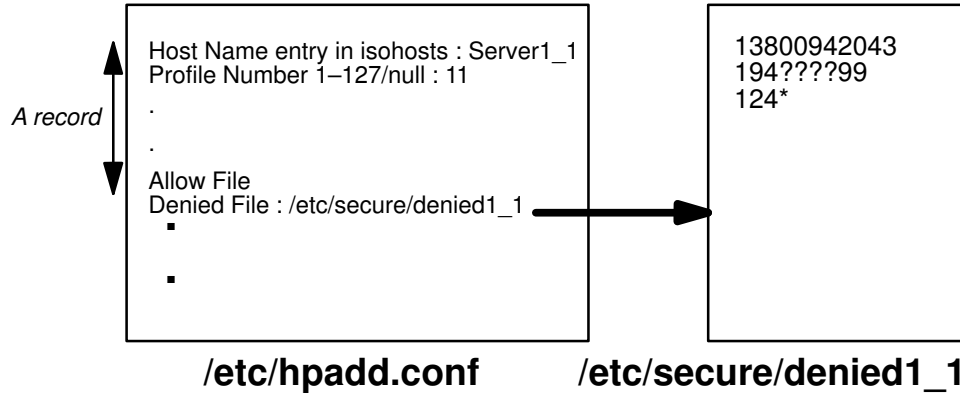 Host Name entry in isohosts : Server1_1
Profile Number 1–127/null : 11
A record
.
.
Allow File
Denied File : /etc/secure/denied1_1
13800942043
194????99
124*
/etc/hpadd.conf
/etc/secure/denied1_1